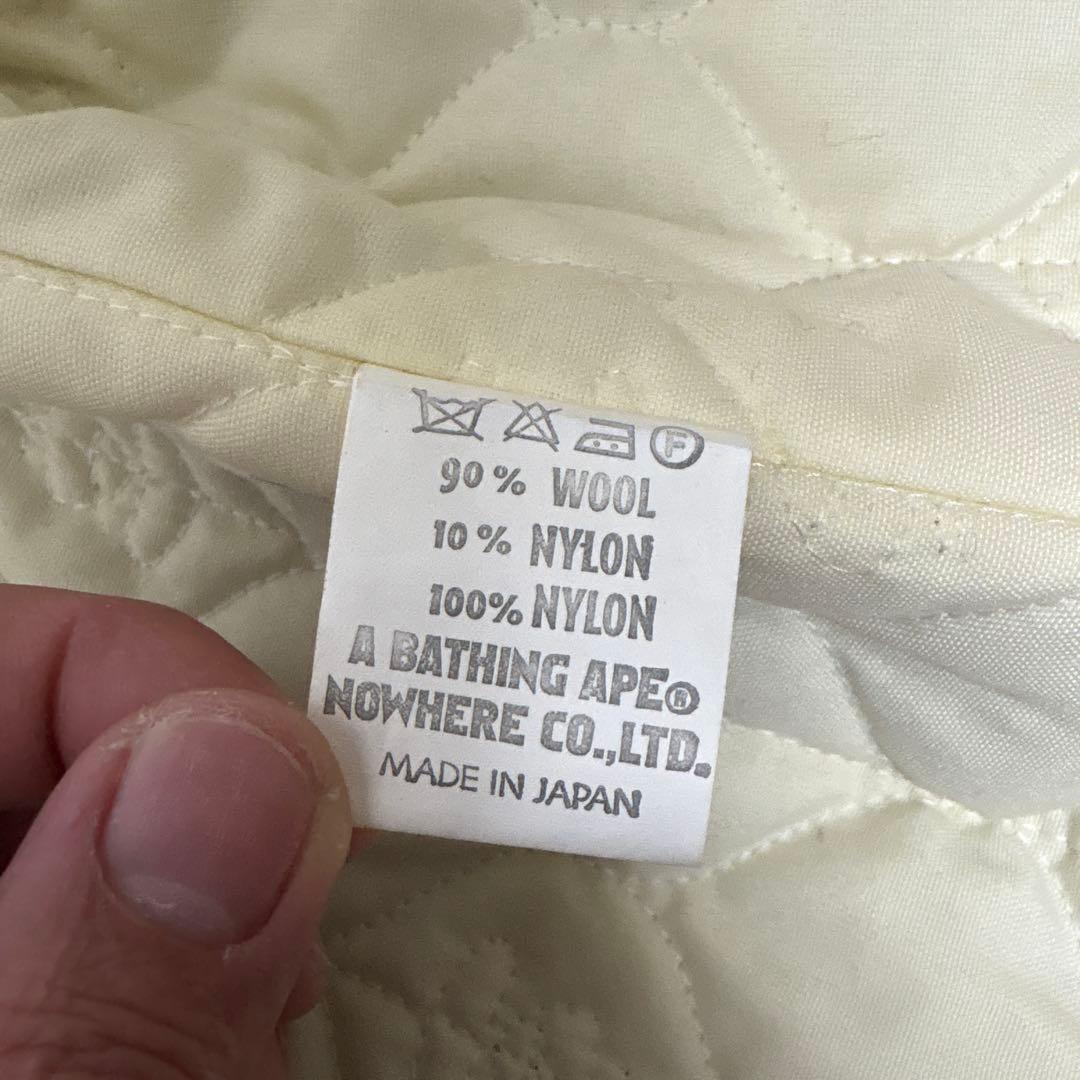 F
90% WOOL
10% NYLON
100% NYLON
A BATHING APE®
NOWHERE CO.,LTD.
MADE IN JAPAN